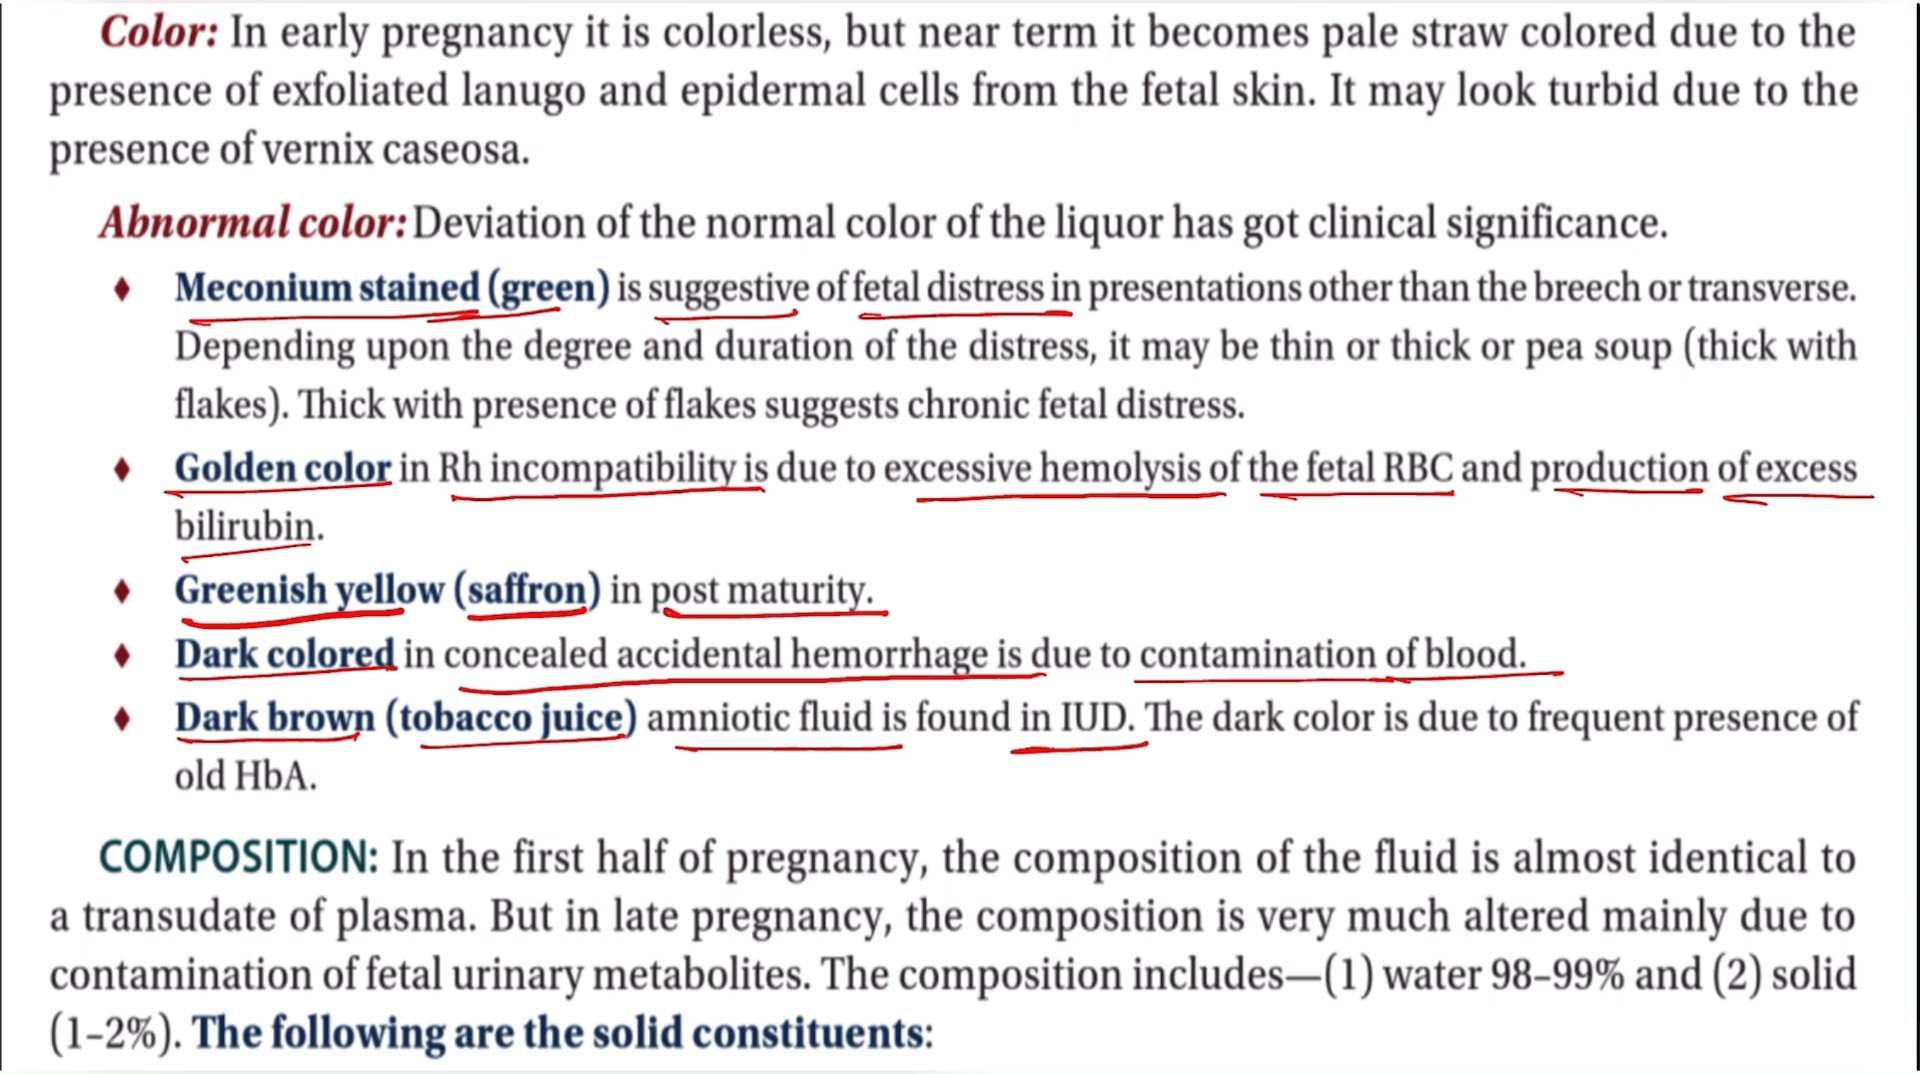 Color: In early pregnancy it is colorless, but near term it becomes pale straw colored due to the
presence of exfoliated lanugo and epidermal cells from the fetal skin. It may look turbid due to the
presence of vernix caseosa.
Abnormal color: Deviation of the normal color of the liquor has got clinical significance.
♦ Meconium stained (green) is suggestive of fetal distress in presentations other than the breech or transverse.
Depending upon the degree and duration of the distress, it may be thin or thick or pea soup (thick with
flakes). Thick with presence of flakes suggests chronic fetal distress.
♦ Golden color in Rh incompatibility is due to excessive hemolysis of the fetal RBC and production of excess
bilirubin.
♦ Greenish yellow (saffron) in post maturity.
♦ Dark colored in concealed accidental hemorrhage is due to contamination of blood.
♦ Dark brown (tobacco juice) amniotic fluid is found in IUD. The dark color is due to frequent presence of
old HbA.
COMPOSITION: In the first half of pregnancy, the composition of the fluid is almost identical to
a transudate of plasma. But in late pregnancy, the composition is very much altered mainly due to
contamination of fetal urinary metabolites. The composition includes—(1) water 98–99% and (2) solid
(1–2%). The following are the solid constituents: